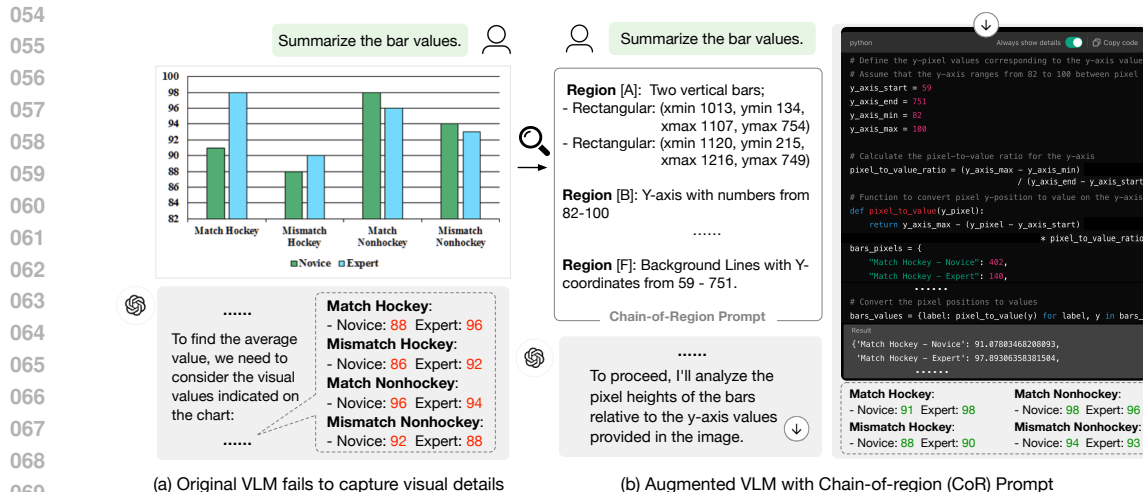 054
055
056
057
058
059
060
061
062
063
064
065
066
067
068
069
Summarize the bar values.
100
98
96
94
92
90
88
86
84
82
Match Hockey
Mismatch Hockey
Match Nonhockey
Mismatch Nonhockey
Novice Expert
......
To find the average
value, we need to
consider the visual
values indicated on
the chart:
......
Match Hockey:
- Novice: 88 Expert: 96
Mismatch Hockey:
- Novice: 86 Expert: 92
Match Nonhockey:
- Novice: 96 Expert: 94
Mismatch Nonhockey:
- Novice: 92 Expert: 88
(a) Original VLM fails to capture visual details
Summarize the bar values.
Region [A]: Two vertical bars;
- Rectangular: (xmin 1013, ymin 134,
xmax 1107, ymax 754)
- Rectangular: (xmin 1120, ymin 215,
xmax 1216, ymax 749)
Region [B]: Y-axis with numbers from
82-100
......
Region [F]: Background Lines with Y-
coordinates from 59 - 751.
Chain-of-Region Prompt
......
To proceed, I'll analyze the
pixel heights of the bars
relative to the y-axis values
provided in the image.
python Always show details Copy code
# Define the y-pixel values corresponding to the y-axis value
# Assume that the y-axis ranges from 82 to 100 between pixel
y_axis_start = 59
y_axis_end = 751
y_axis_min = 82
y_axis_max = 100
# Calculate the pixel-to-value ratio for the y-axis
pixel_to_value_ratio = (y_axis_max - y_axis_min)
/ (y_axis_end - y_axis_start
# Function to convert pixel y-position to value on the y-axis
def pixel_to_value(y_pixel):
return y_axis_max - (y_pixel - y_axis_start)
* pixel_to_value_ratio
bars_pixels = {
"Match Hockey - Novice": 402,
"Match Hockey - Expert": 140,
......
# Convert the pixel positions to values
bars_values = {label: pixel_to_value(y) for label, y in bars_
Result
{'Match Hockey - Novice': 91.07803468208093,
'Match Hockey - Expert': 97.89306358381504,
......
Match Hockey:
- Novice: 91 Expert: 98
Mismatch Hockey:
- Novice: 88 Expert: 90
Match Nonhockey:
- Novice: 98 Expert: 96
Mismatch Nonhockey:
- Novice: 94 Expert: 93
(b) Augmented VLM with Chain-of-region (CoR) Prompt